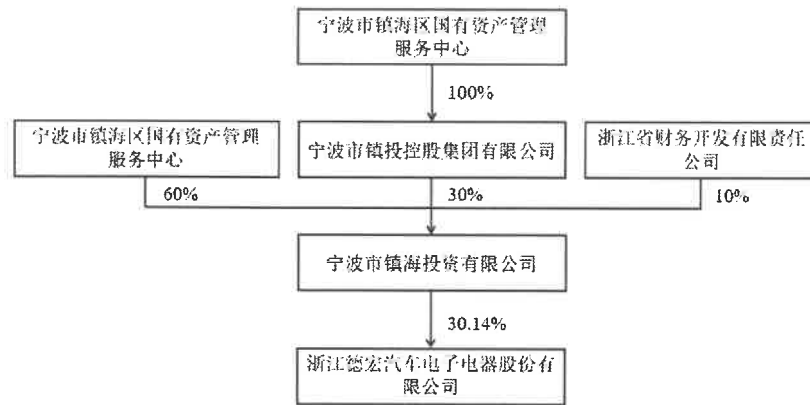 宁波市镇海区国有资产管理
服务中心
100%
宁波市镇海区国有资产管理
服务中心
宁波市镇投控股集团有限公司
浙江省财务开发有限责任
公司
60%
30%
10%
宁波市镇海投资有限公司
30.14%
浙江德宏汽车电子电器股份有
限公司